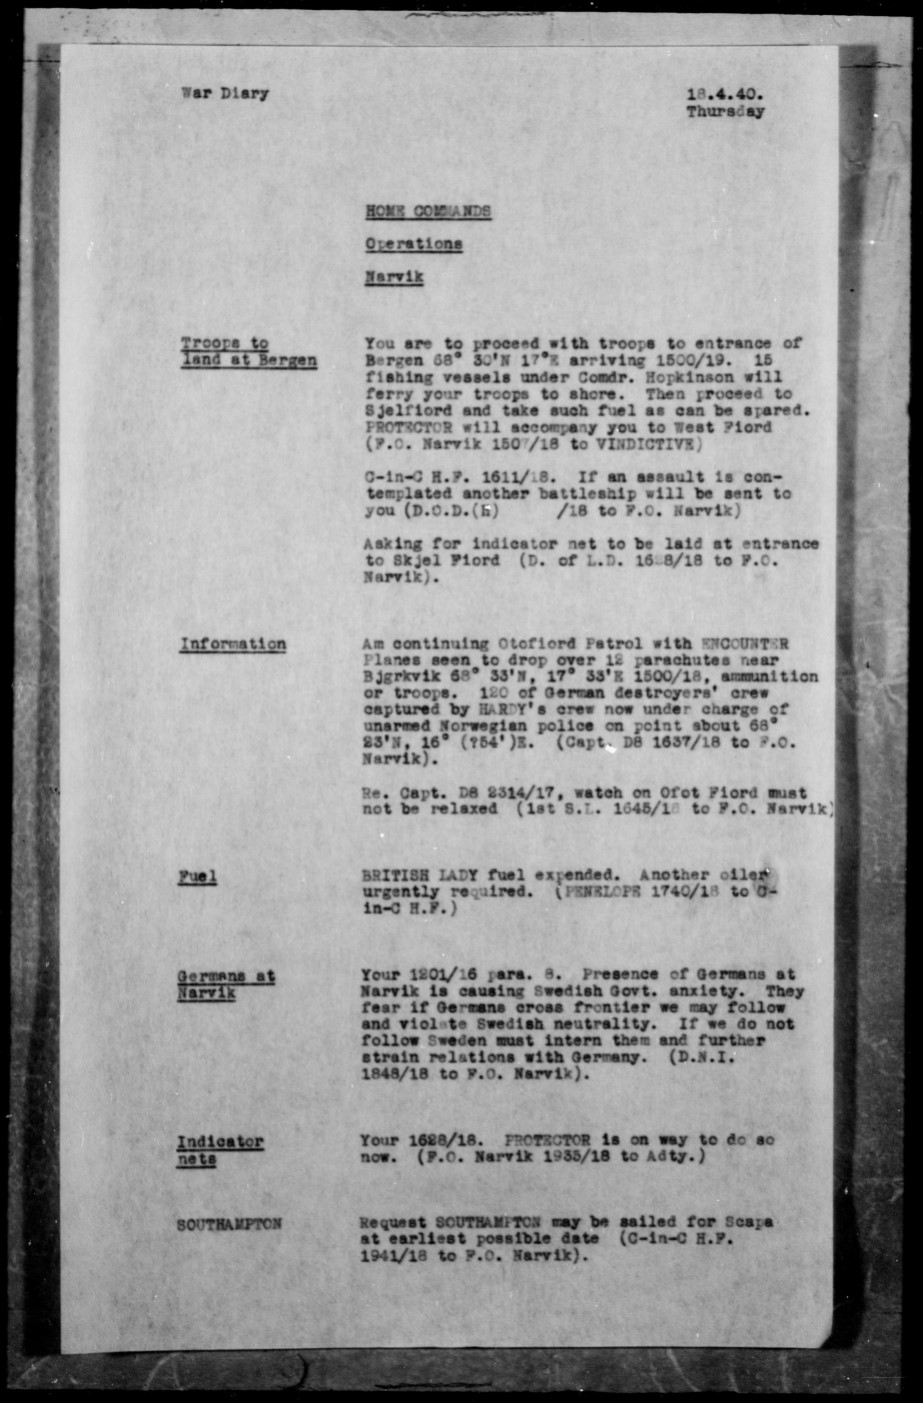 War Diary
18.4.40.
Thursday
HOME COMMANDS
Operations
Narvik
Troops to
land at Bergen
You are to proceed with troops to entrance of
Bergen 68° 30'N 17°E arriving 1500/19. 15
fishing vessels under Comdr. Hopkinson will
ferry your troops to shore. Then proceed to
Sjelfiord and take such fuel as can be spared.
PROTECTOR will accompany you to West Fiord
(F.O. Narvik /18 to VINDICTIVE)
C-in-C H.F. 1611/18. If an assault is con-
templated another battleship will be sent to
you (D.O.D.(h) /18 to F.O. Narvik)
Asking for indicator net to be laid at entrance
to Skjel Fiord (D. of L.D. 1628/18 to F.O.
Narvik).
Information
Am continuing Otofiord Patrol with ENCOUNTER
Planes seen to drop over 12 parachutes near
Bjgrkvik 68° 33'N, 17° 33'E 1500/18, ammunition
or troops. 120 of German destroyers' crew
captured by HARDY's crew now under charge of
unarmed Norwegian police on point about 68°
23'N, 16° (?54')E. (Capt. D8 1637/18 to F.O.
Narvik).
Re. Capt. D8 2314/17, watch on Ofot Fiord must
not be relaxed (1st S.L. 1645/18 to F.O. Narvik)
Fuel
BRITISH LADY fuel expended. Another oiler
urgently required. (PENELOPE 1740/18 to C-
in-C H.F.)
Germans at
Narvik
Your 1201/16 para. 8. Presence of Germans at
Narvik is causing Swedish Govt. anxiety. They
fear if Germans cross frontier we may follow
and violate Swedish neutrality. If we do not
follow Sweden must intern them and further
strain relations with Germany. (D.N.I.
1848/18 to F.O. Narvik).
Indicator
nets
Your 1628/18. PROTECTOR is on way to do so
now. (F.O. Narvik 1935/18 to Adty.)
SOUTHAMPTON
Request SOUTHAMPTON may be sailed for Scapa
at earliest possible date (C-in-C H.F.
1941/18 to F.O. Narvik).